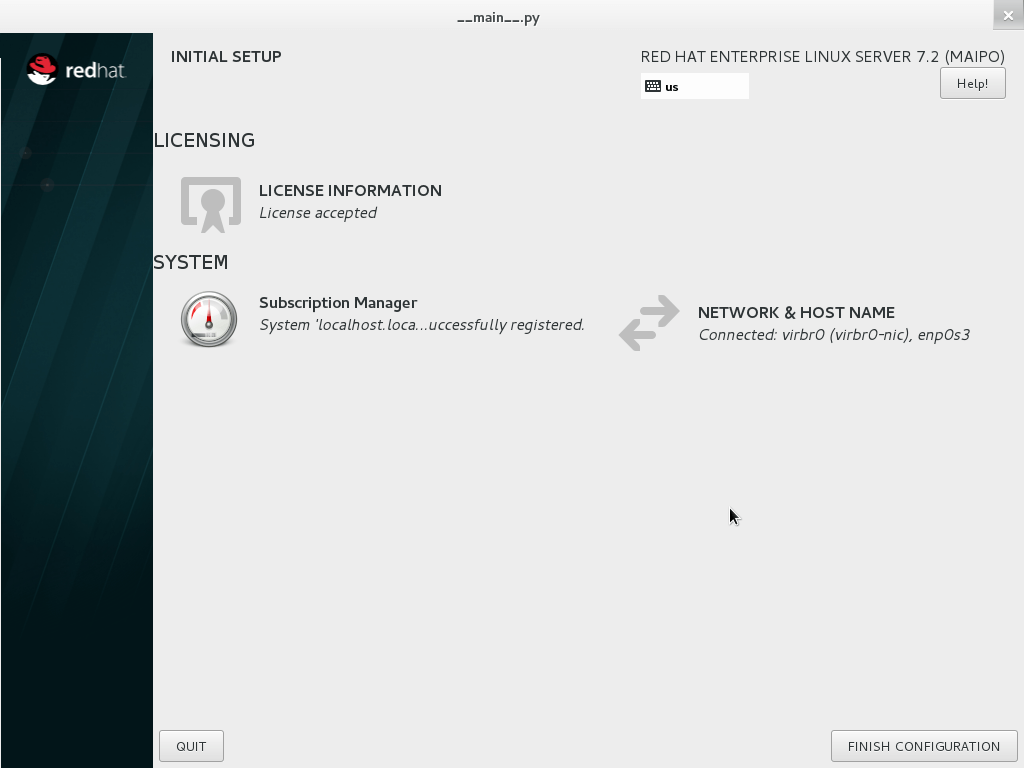 __main__.py
redhat.
INITIAL SETUP
RED HAT ENTERPRISE LINUX SERVER 7.2 (MAIPO)
us
Help!
LICENSING
LICENSE INFORMATION
License accepted
SYSTEM
Subscription Manager
System 'localhost.loca...uccessfully registered.
NETWORK & HOST NAME
Connected: virbr0 (virbr0-nic), enp0s3
QUIT
FINISH CONFIGURATION